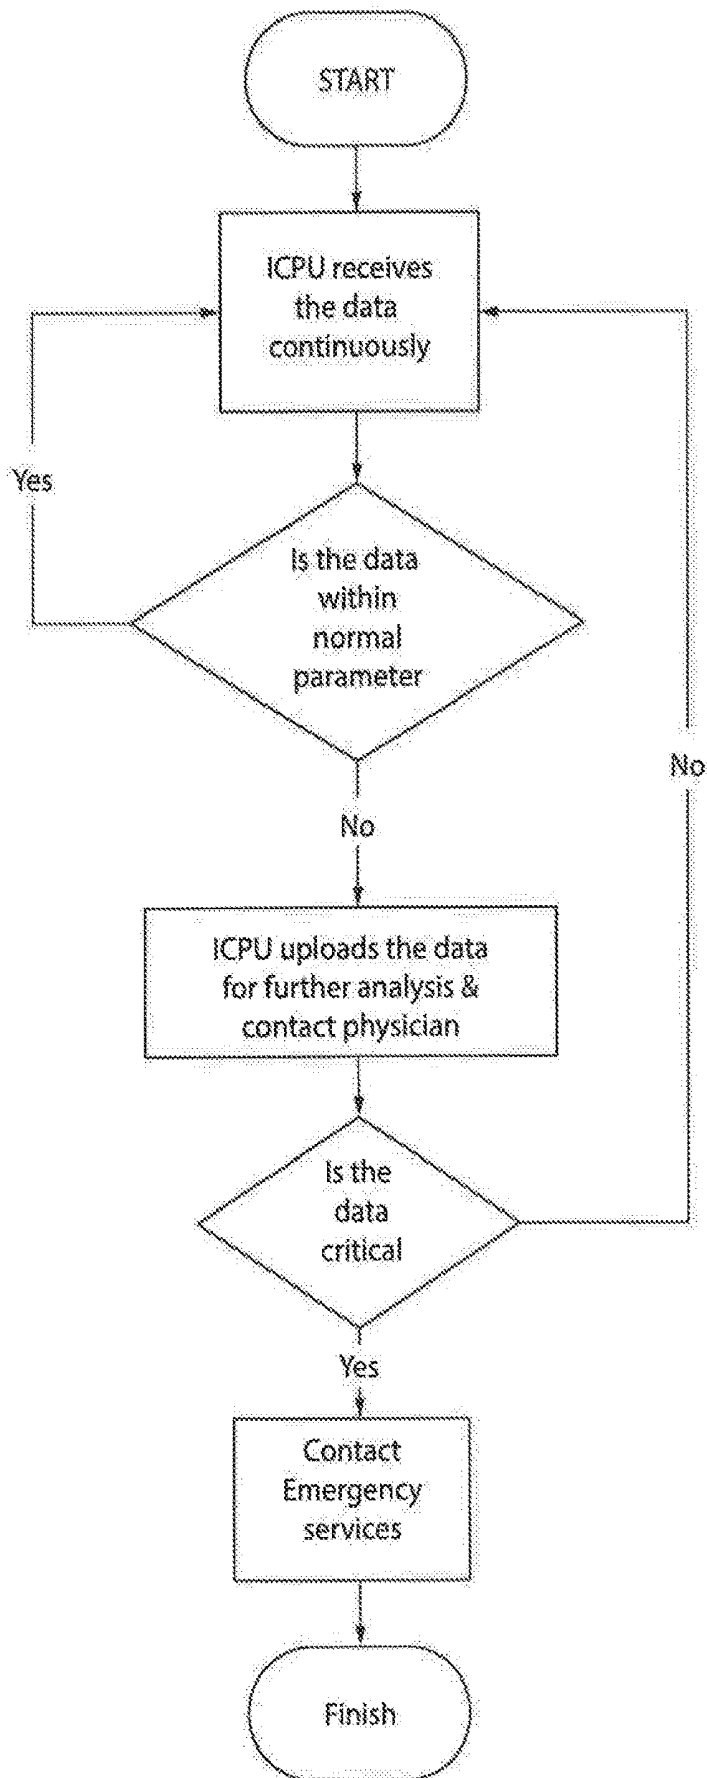 START
ICPU receives
the data
continuously
Yes
Is the data
within
normal
parameter
No
No
ICPU uploads the data
for further analysis &
contact physician
Is the
data
critical
Yes
Contact
Emergency
services
Finish